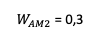 W_AM2 = 0,3